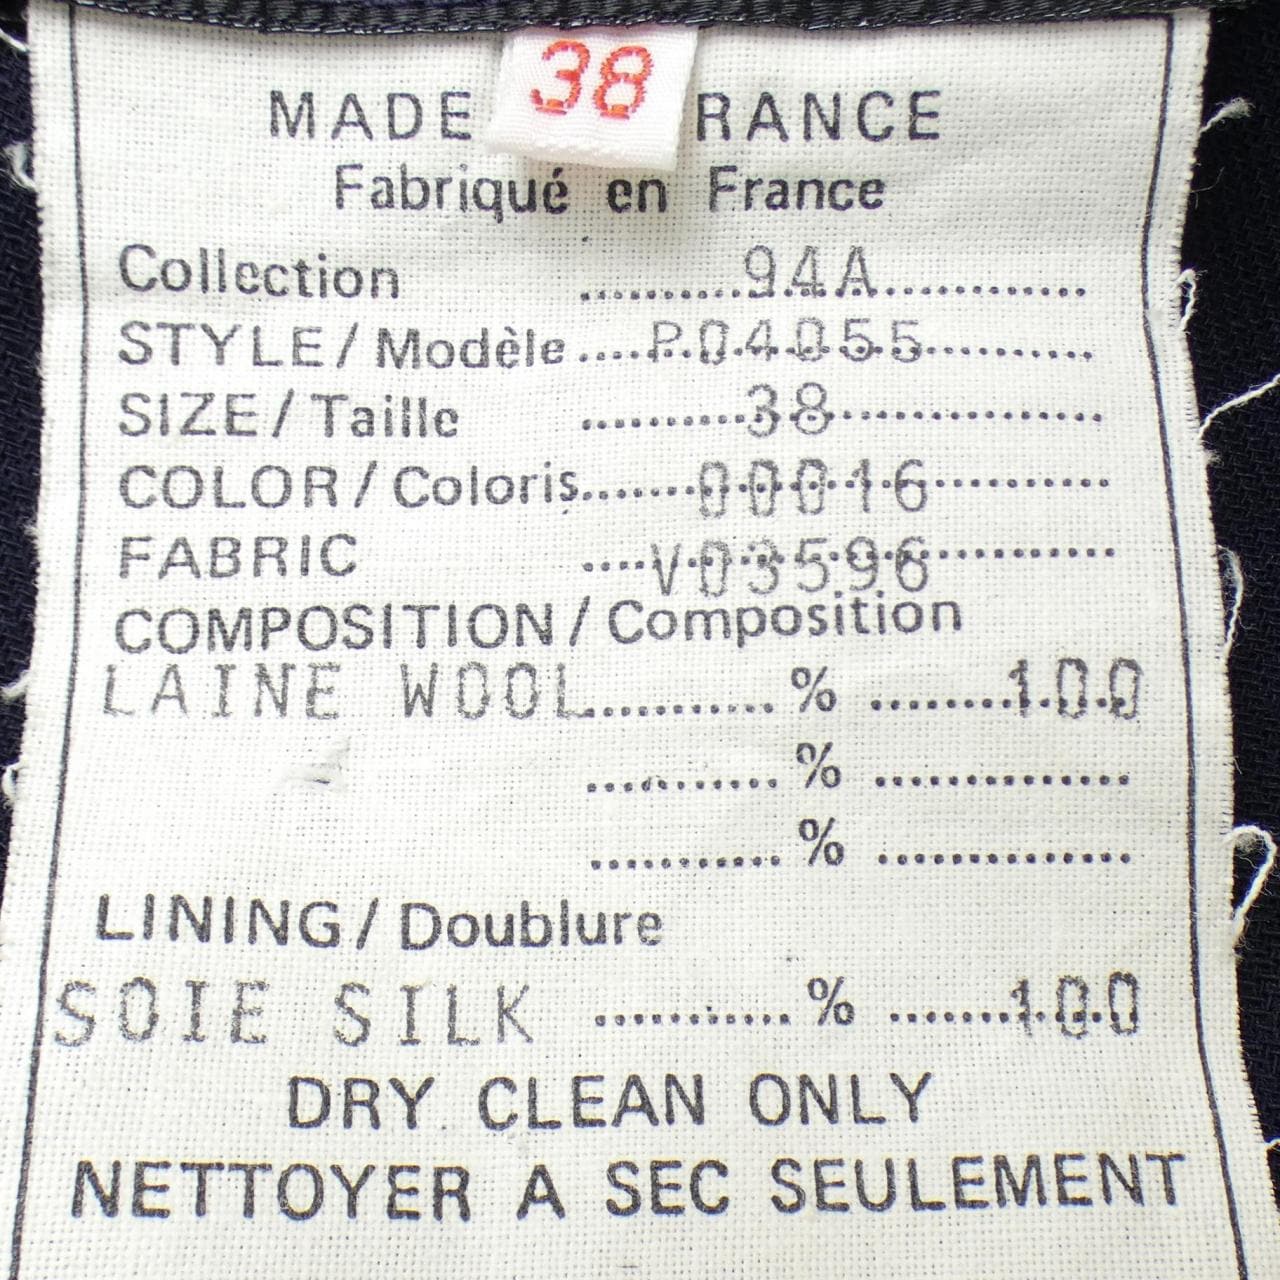 38
MADE RANCE
Fabriqué en France
Collection ..........94A..............
STYLE/Modèle....P04055...........
SIZE/Taille ..........38.................
COLOR/Coloris........00016............
FABRIC ....V03596............
COMPOSITION/Composition
LAINE WOOL........... % ........100
........... % ...............
........... % ...............
LINING/Doublure
SOIE SILK ............ % ........100
DRY CLEAN ONLY
NETTOYER A SEC SEULEMENT